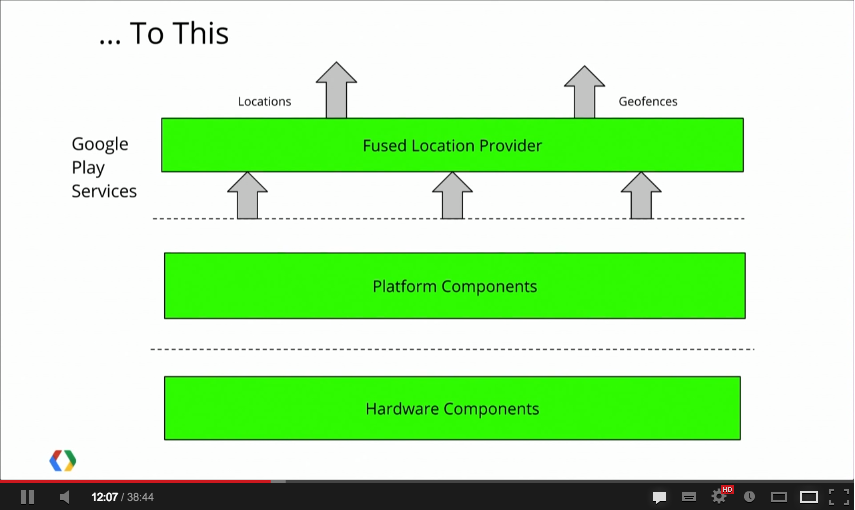 ... To This
Locations
Geofences
Google
Play
Services
Fused Location Provider
Platform Components
Hardware Components
12:07 / 38:44
HD